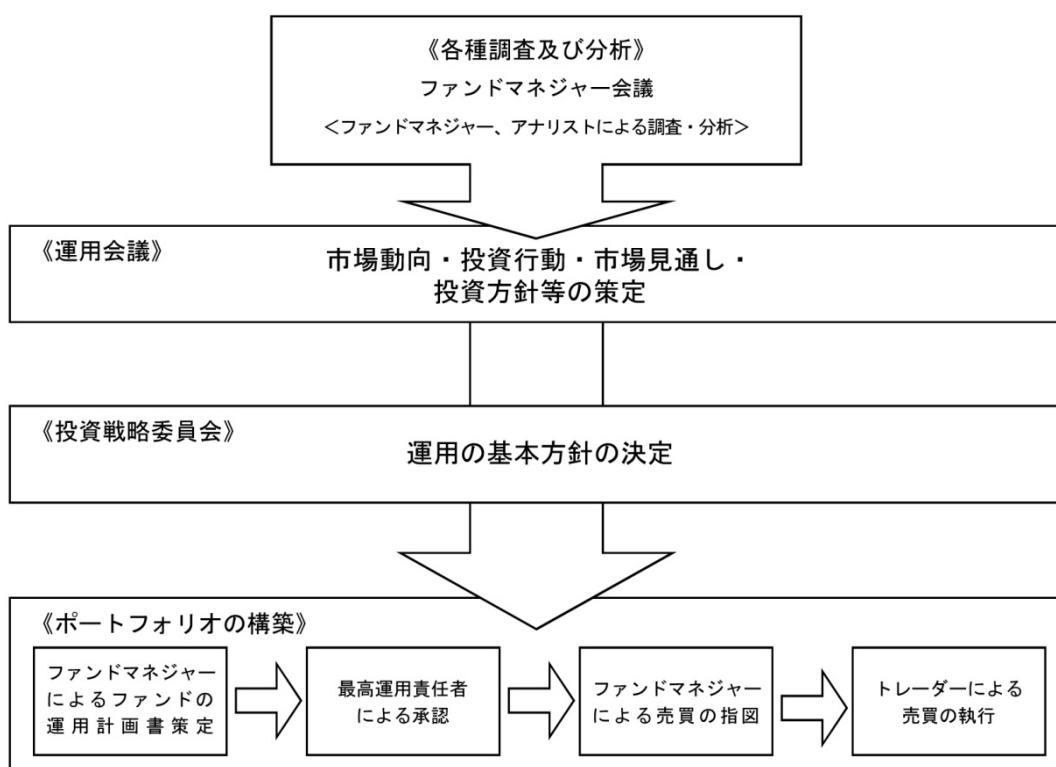 《各種調査及び分析》
ファンドマネジャー会議
<ファンドマネジャー、アナリストによる調査・分析>
《運用会議》
市場動向・投資行動・市場見通し・
投資方針等の策定
《投資戦略委員会》
運用の基本方針の決定
《ポートフォリオの構築》
ファンドマネジャー
によるファンドの
運用計画書策定
最高運用責任者
による承認
ファンドマネジャー
による売買の指図
トレーダーによる
売買の執行